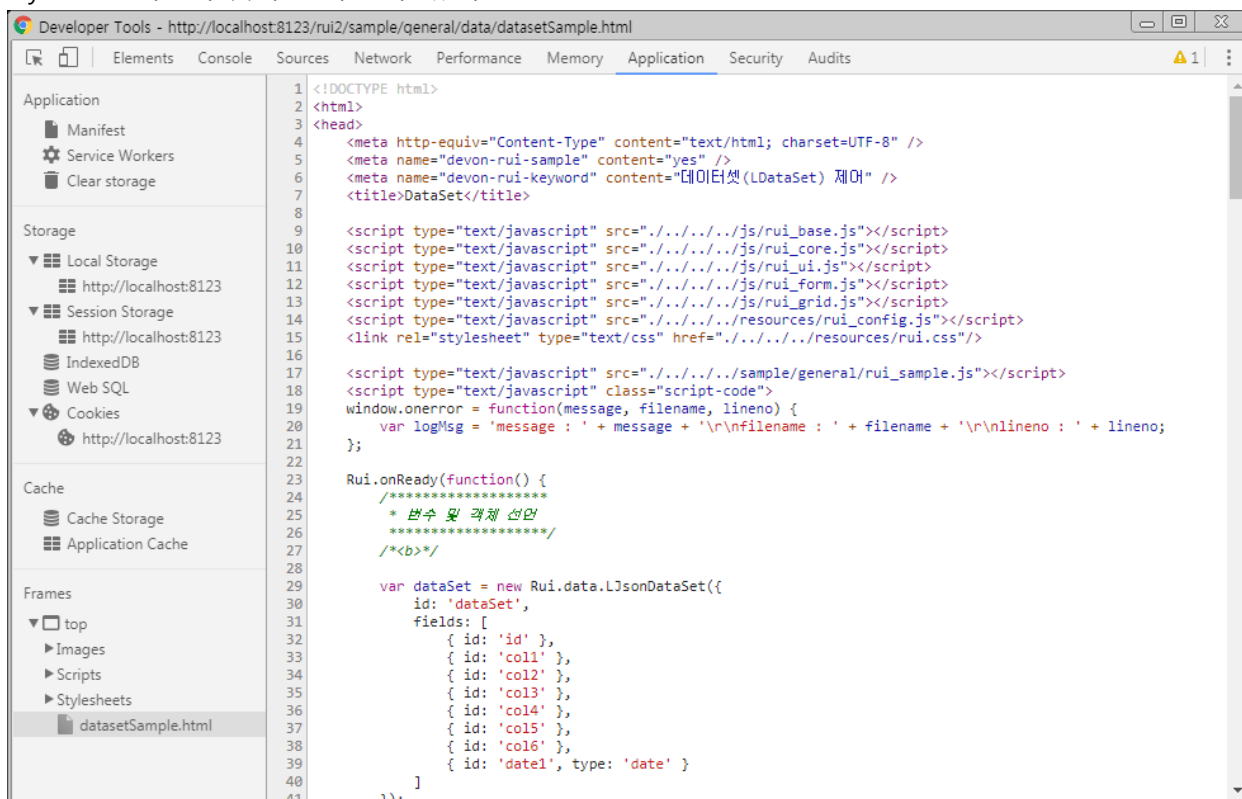 Developer Tools - http://localhost:8123/rui2/sample/general/data/datasetSample.html
Elements Console Sources Network Performance Memory Application Security Audits 1
Application
Manifest
Service Workers
Clear storage
Storage
Local Storage
http://localhost:8123
Session Storage
http://localhost:8123
IndexedDB
Web SQL
Cookies
http://localhost:8123
Cache
Cache Storage
Application Cache
Frames
top
Images
Scripts
Stylesheets
datasetSample.html
1 <!DOCTYPE html>
2 <html>
3 <head>
4 <meta http-equiv="Content-Type" content="text/html; charset=UTF-8" />
5 <meta name="devon-rui-sample" content="yes" />
6 <meta name="devon-rui-keyword" content="데이터셋(LDataSet) 제어" />
7 <title>DataSet</title>
8
9 <script type="text/javascript" src="./../../../js/rui_base.js"></script>
10 <script type="text/javascript" src="./../../../js/rui_core.js"></script>
11 <script type="text/javascript" src="./../../../js/rui_ui.js"></script>
12 <script type="text/javascript" src="./../../../js/rui_form.js"></script>
13 <script type="text/javascript" src="./../../../js/rui_grid.js"></script>
14 <script type="text/javascript" src="./../../../resources/rui_config.js"></script>
15 <link rel="stylesheet" type="text/css" href="./../../../resources/rui.css"/>
16
17 <script type="text/javascript" src="./../../../sample/general/rui_sample.js"></script>
18 <script type="text/javascript" class="script-code">
19 window.onerror = function(message, filename, lineno) {
20 var logMsg = 'message : ' + message + '\r\nfilename : ' + filename + '\r\nlineno : ' + lineno;
21 };
22
23 Rui.onReady(function() {
24 /*******************
25 * 변수 및 객체 선언
26 *******************/
27 /*<b>*/
28
29 var dataSet = new Rui.data.LJsonDataSet({
30 id: 'dataSet',
31 fields: [
32 { id: 'id' },
33 { id: 'col1' },
34 { id: 'col2' },
35 { id: 'col3' },
36 { id: 'col4' },
37 { id: 'col5' },
38 { id: 'col6' },
39 { id: 'date1', type: 'date' }
40 ]
41 });